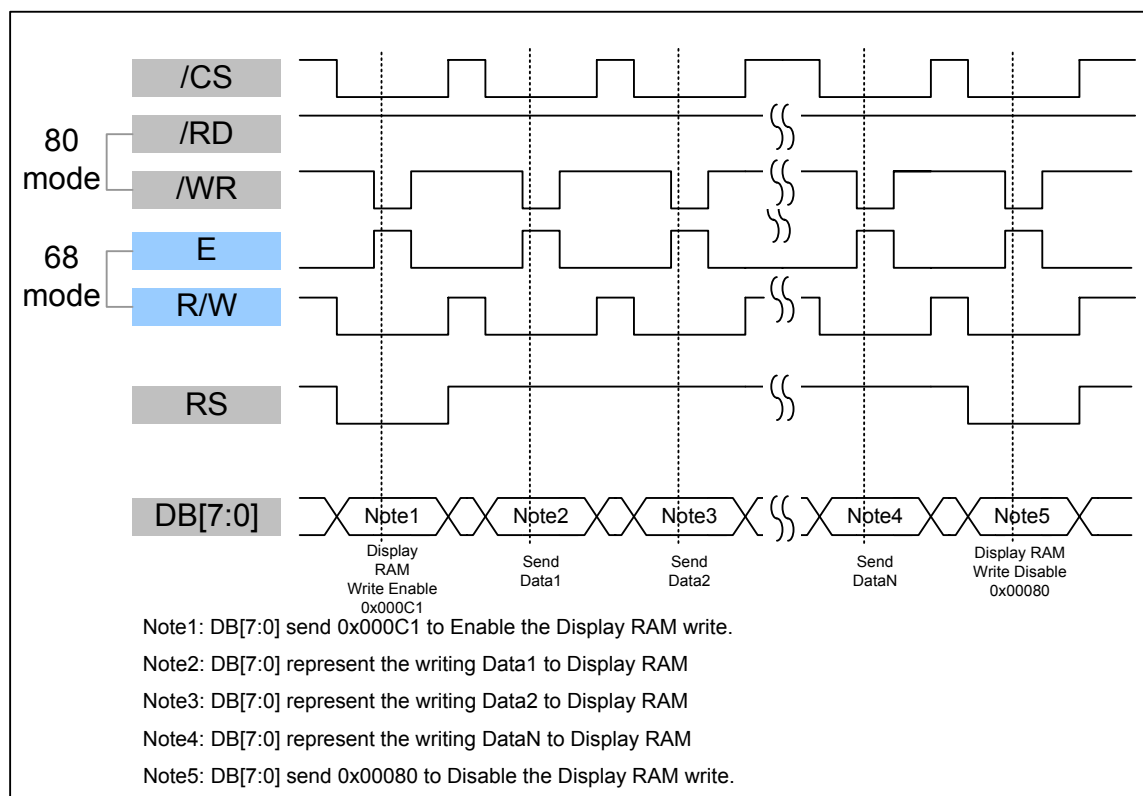 /CS
80
mode
/RD
/WR
68
mode
E
R/W
RS
DB[7:0]
Note1
Note2
Note3
Note4
Note5
Display
RAM
Write Enable
0x000C1
Send
Data1
Send
Data2
Send
DataN
Display RAM
Write Disable
0x00080
Note1: DB[7:0] send 0x000C1 to Enable the Display RAM write.
Note2: DB[7:0] represent the writing Data1 to Display RAM
Note3: DB[7:0] represent the writing Data2 to Display RAM
Note4: DB[7:0] represent the writing DataN to Display RAM
Note5: DB[7:0] send 0x00080 to Disable the Display RAM write.